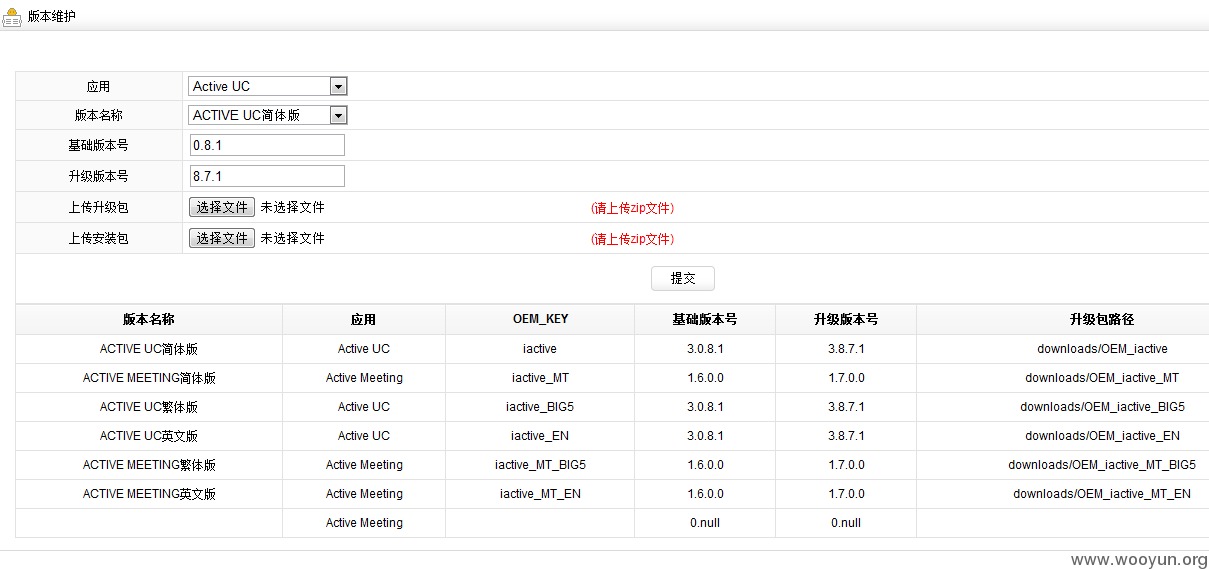 版本维护
应用 Active UC
版本名称 ACTIVE UC简体版
基础版本号 0.8.1
升级版本号 8.7.1
上传升级包 选择文件 未选择文件 (请上传zip文件)
上传安装包 选择文件 未选择文件 (请上传zip文件)
提交
版本名称 应用 OEM_KEY 基础版本号 升级版本号 升级包路径
ACTIVE UC简体版 Active UC iactive 3.0.8.1 3.8.7.1 downloads/OEM_iactive
ACTIVE MEETING简体版 Active Meeting iactive_MT 1.6.0.0 1.7.0.0 downloads/OEM_iactive_MT
ACTIVE UC繁体版 Active UC iactive_BIG5 3.0.8.1 3.8.7.1 downloads/OEM_iactive_BIG5
ACTIVE UC英文版 Active UC iactive_EN 3.0.8.1 3.8.7.1 downloads/OEM_iactive_EN
ACTIVE MEETING繁体版 Active Meeting iactive_MT_BIG5 1.6.0.0 1.7.0.0 downloads/OEM_iactive_MT_BIG5
ACTIVE MEETING英文版 Active Meeting iactive_MT_EN 1.6.0.0 1.7.0.0 downloads/OEM_iactive_MT_EN
Active Meeting 0.null 0.null
www.wooyun.org